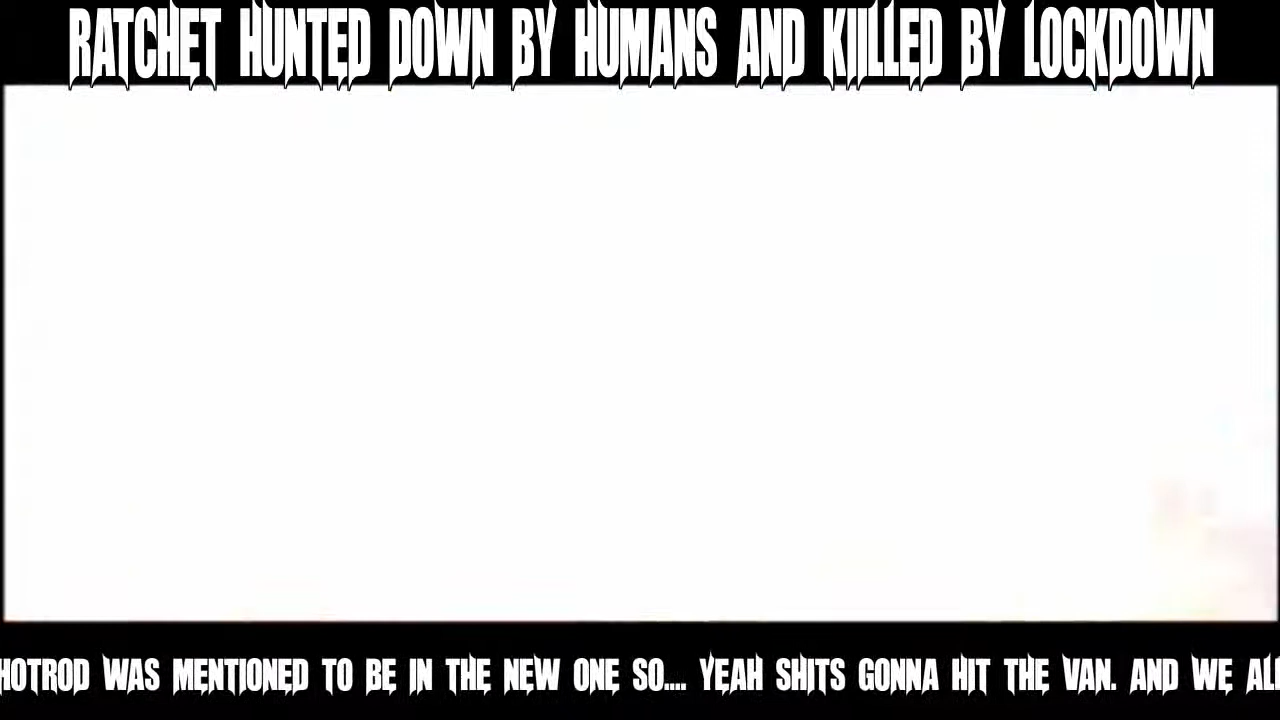 RATCHET HUNTED DOWN BY HUMANS AND KIILLED BY LOCKDOWN
HOTROD WAS MENTIONED TO BE IN THE NEW ONE SO.... YEAH SHITS GONNA HIT THE VAN. AND WE